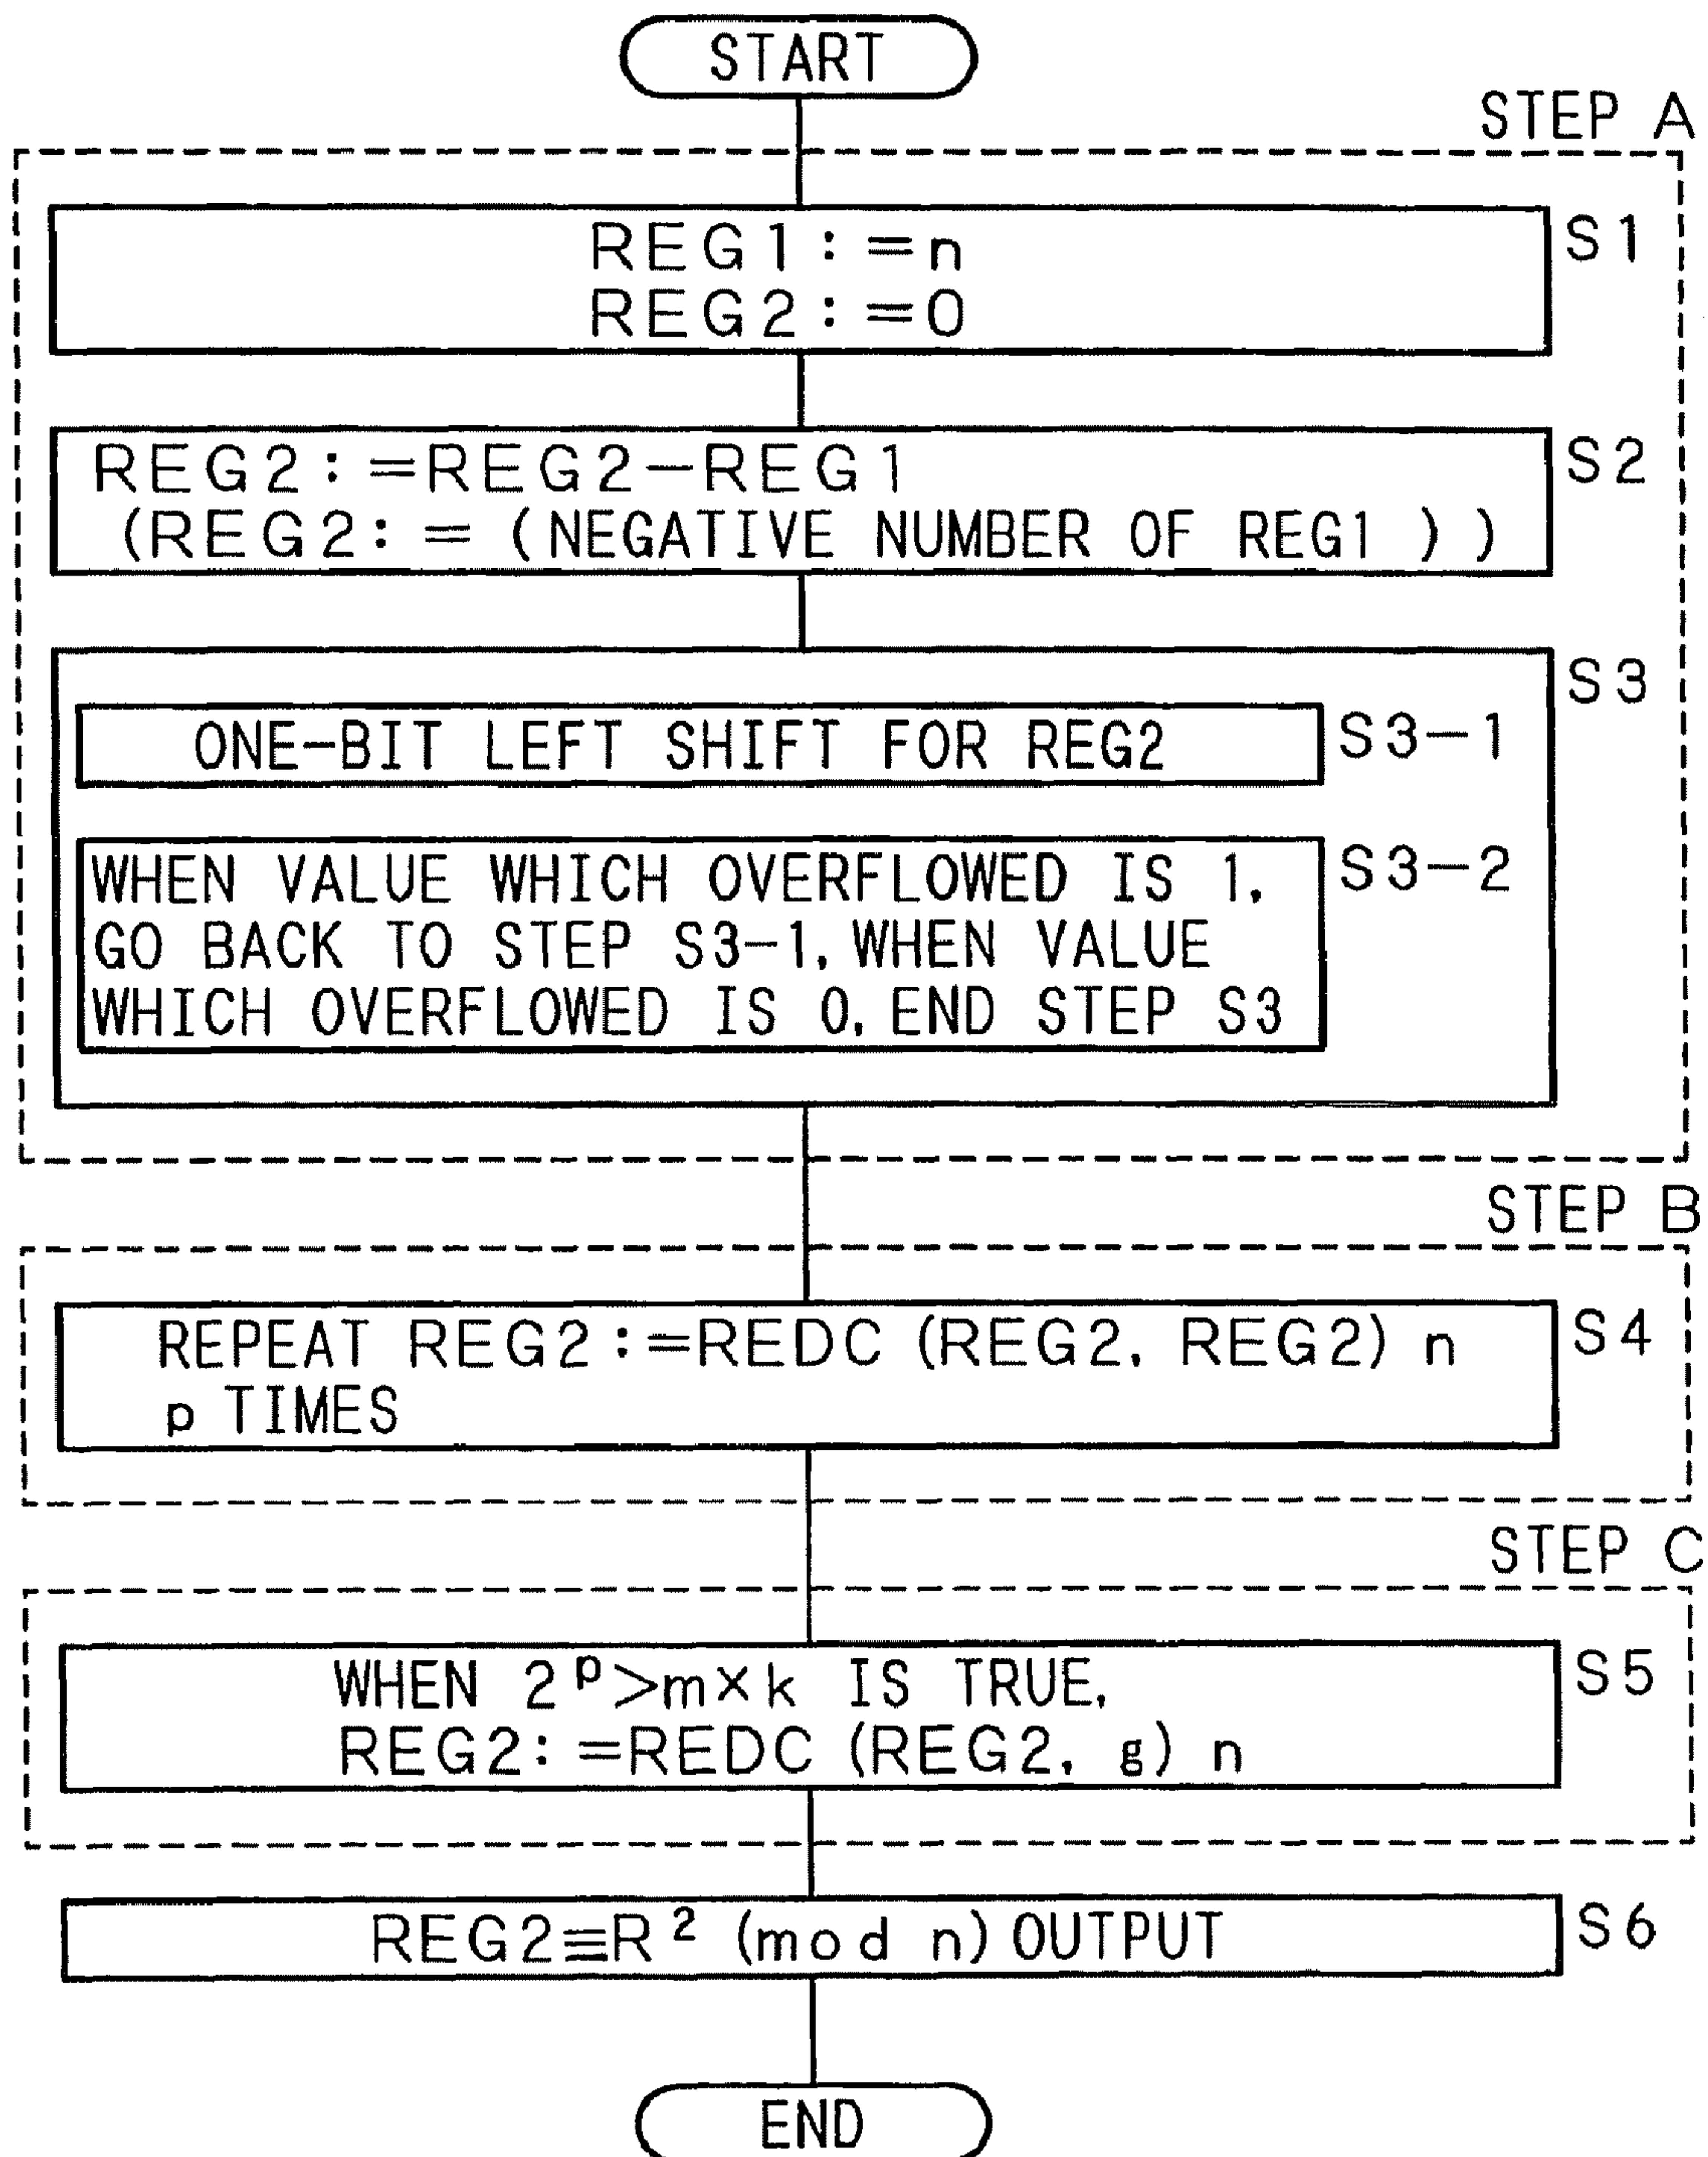 START
STEP A
REG1:=n
REG2:=0
S1
REG2:=REG2-REG1
(REG2:=(NEGATIVE NUMBER OF REG1))
S2
S3
ONE-BIT LEFT SHIFT FOR REG2
S3-1
WHEN VALUE WHICH OVERFLOWED IS 1,
GO BACK TO STEP S3-1, WHEN VALUE
WHICH OVERFLOWED IS 0, END STEP S3
S3-2
STEP B
REPEAT REG2:=REDC (REG2, REG2) n
p TIMES
S4
STEP C
WHEN 2^p>m×k IS TRUE,
REG2:=REDC (REG2, g) n
S5
REG2≡R² (mod n) OUTPUT
S6
END